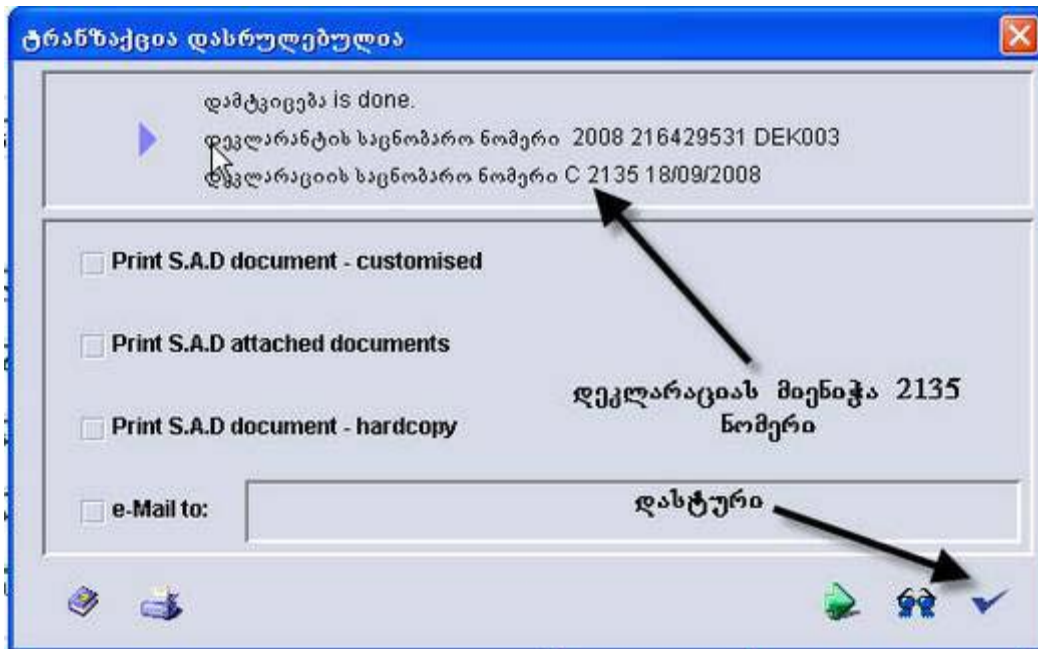 ტრანზაქცია დასრულებულია
დამტკიცება is done.
დეკლარანტის საცნობარო ნომერი 2008 216429531 DEK003
დეკლარაციის საცნობარო ნომერი C 2135 18/09/2008
Print S.A.D document - customised
Print S.A.D attached documents
დეკლარაციას მიენიჭა 2135
ნომერი
Print S.A.D document - hardcopy
e-Mail to:
დასტური